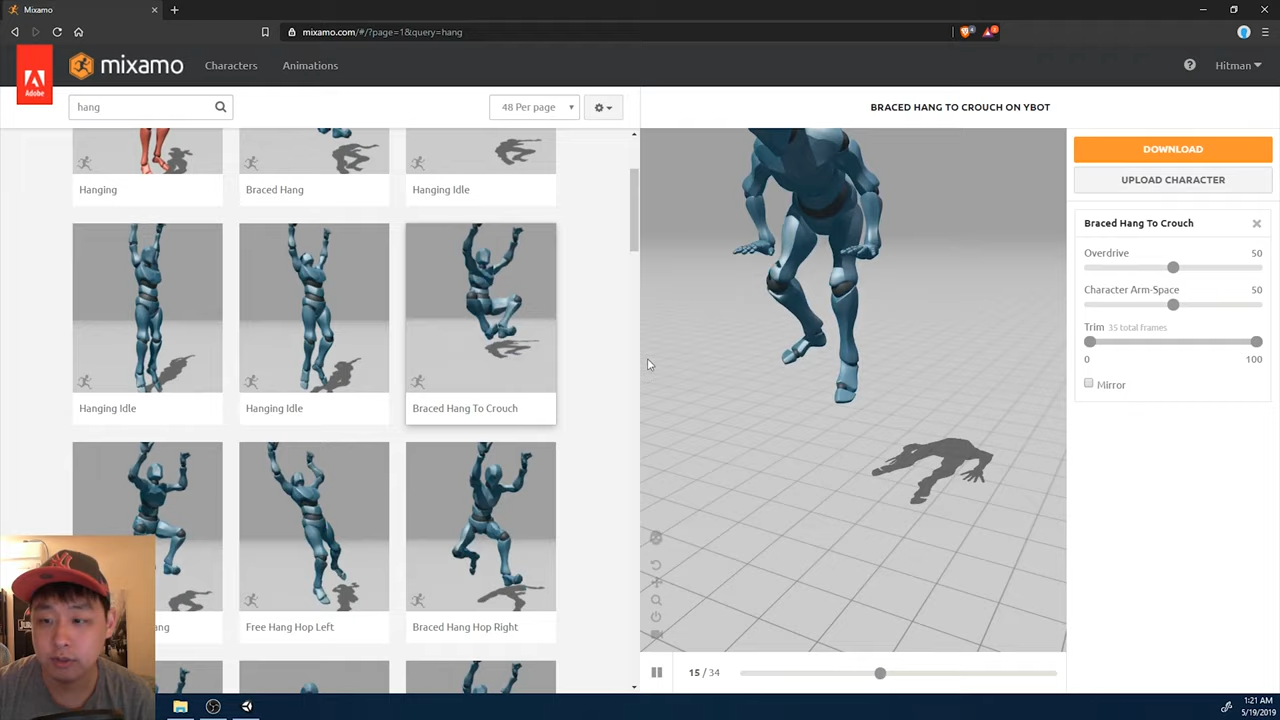 Mixamo
mixamo.com/#/?page=1&query=hang
Adobe
mixamo
Characters
Animations
Hitman
hang
48 Per page
BRACED HANG TO CROUCH ON YBOT
DOWNLOAD
UPLOAD CHARACTER
Hanging
Braced Hang
Hanging Idle
Braced Hang To Crouch
Overdrive 50
Character Arm-Space 50
Trim 35 total frames
0 100
Mirror
Hanging Idle
Hanging Idle
Braced Hang To Crouch
ang
Free Hang Hop Left
Braced Hang Hop Right
15 / 34
1:21 AM
5/19/2019